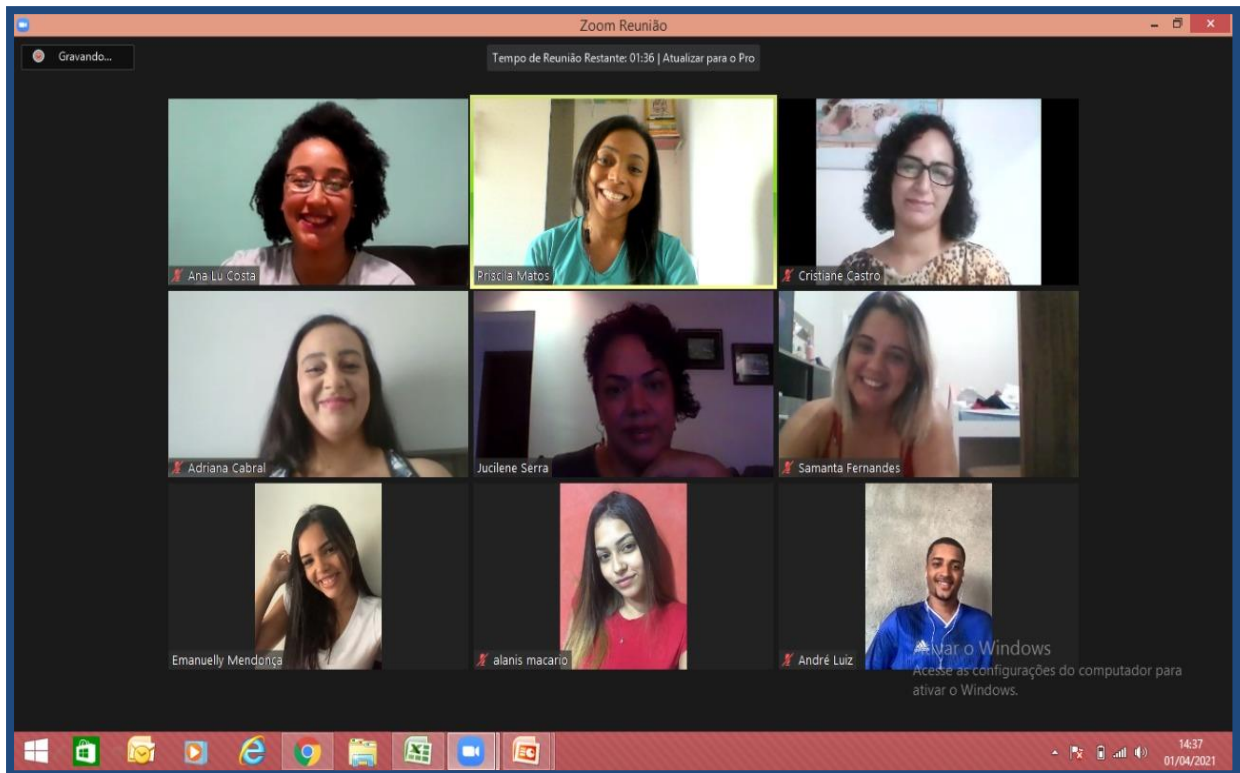 Zoom Reunião
Gravando...
Tempo de Reunião Restante: 01:36 | Atualizar para o Pro
Ana Lu Costa
Priscila Matos
Cristiane Castro
Adriana Cabral
Jucilene Serra
Samanta Fernandes
Emanuelly Mendonça
alanis macario
André Luiz
Ativar o Windows
Acesse as configurações do computador para
ativar o Windows.
14:37
01/04/2021